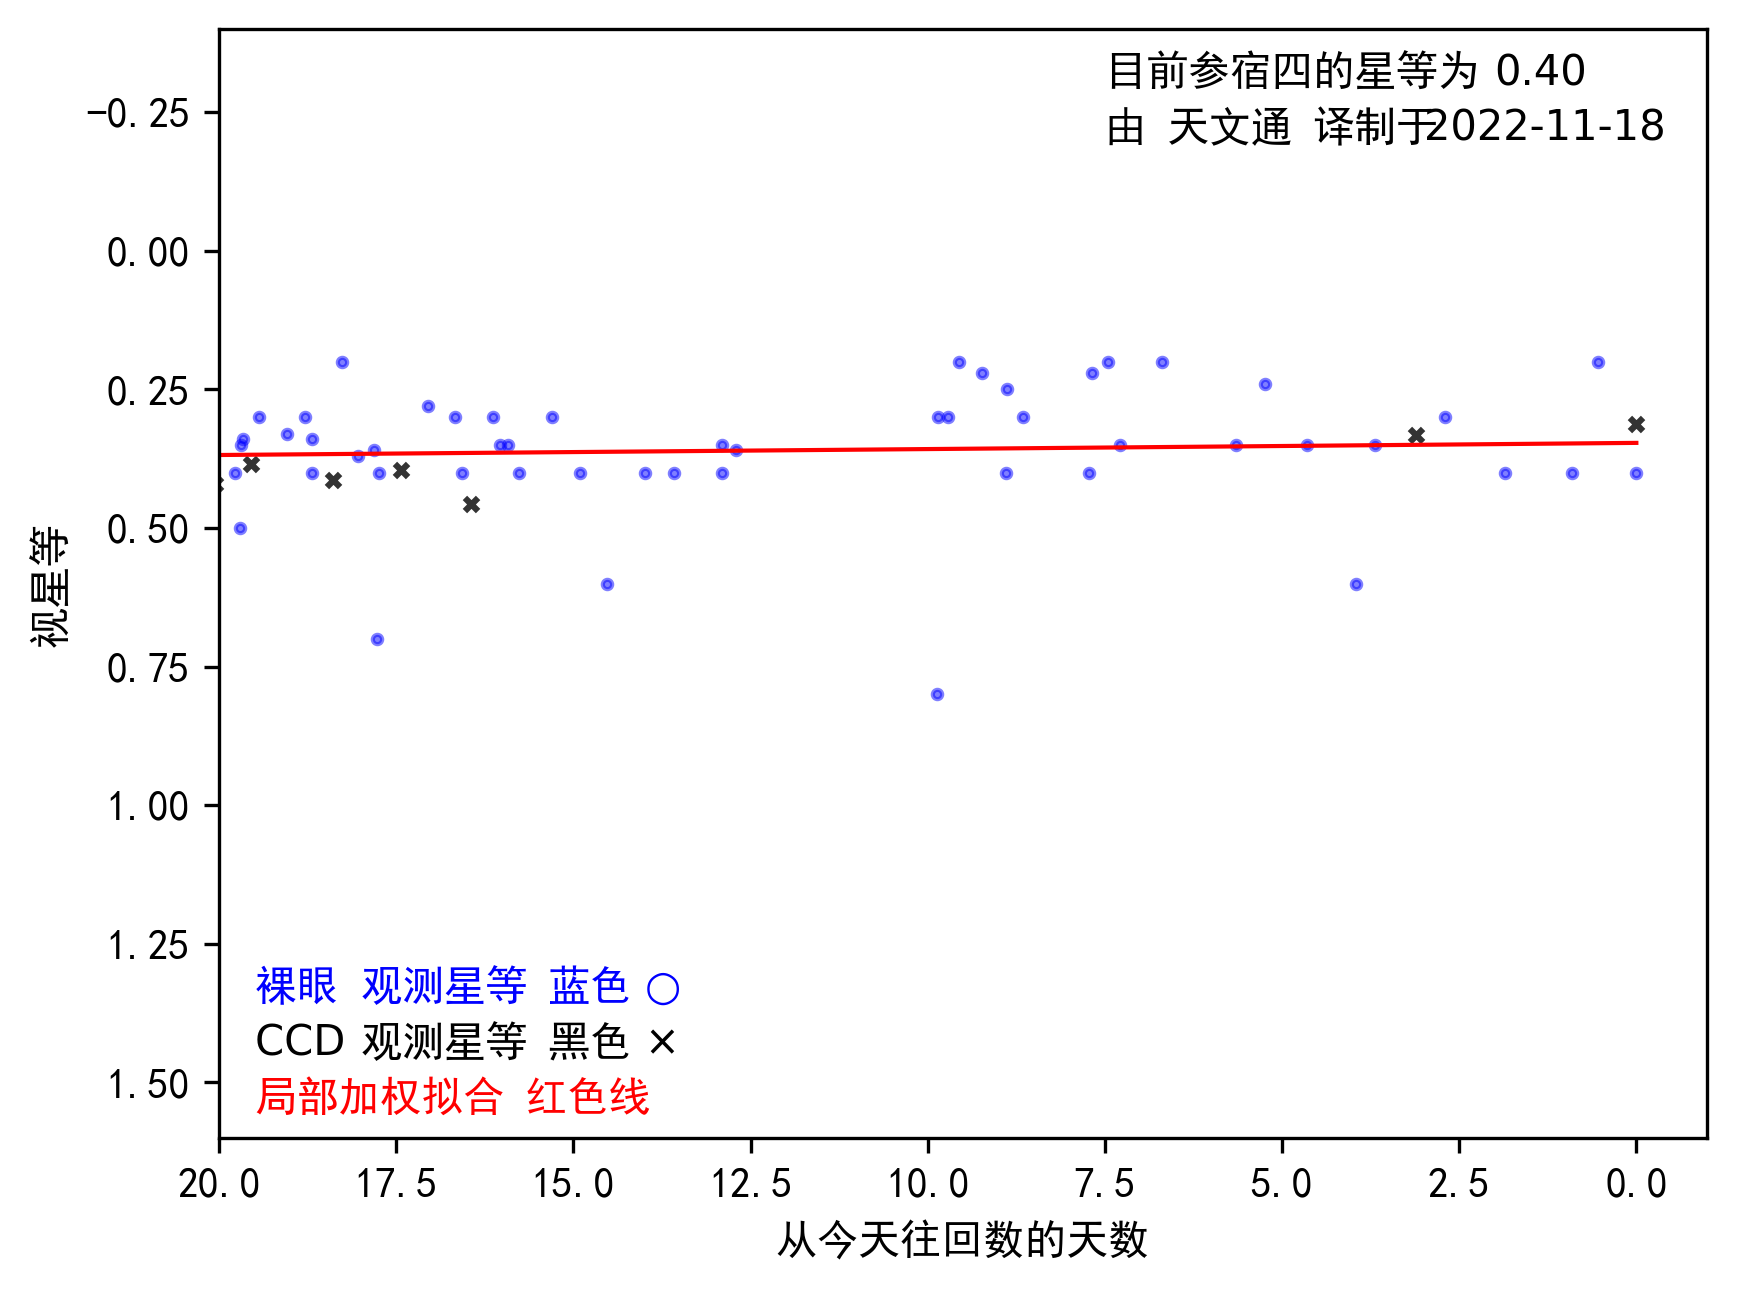 目前参宿四的星等为 0.40
由 天文通 译制于2022-11-18
−0.25
0.00
0.25
0.50
0.75
1.00
1.25
1.50
视星等
裸眼 观测星等 蓝色 ○
CCD 观测星等 黑色 ×
局部加权拟合 红色线
20.0 17.5 15.0 12.5 10.0 7.5 5.0 2.5 0.0
从今天往回数的天数